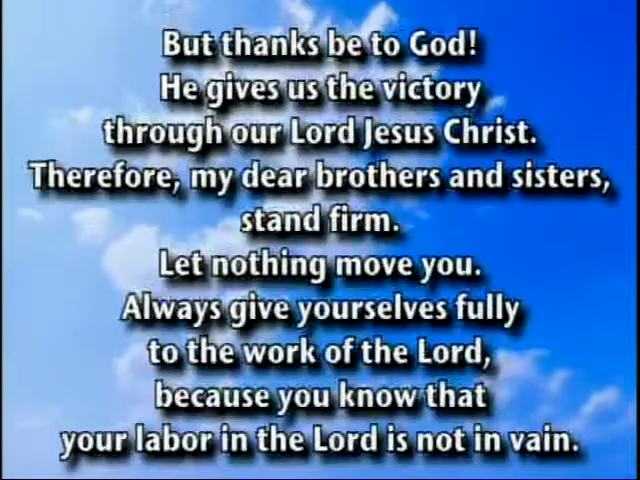 But thanks be to God!
He gives us the victory
through our Lord Jesus Christ.
Therefore, my dear brothers and sisters,
stand firm.
Let nothing move you.
Always give yourselves fully
to the work of the Lord,
because you know that
your labor in the Lord is not in vain.